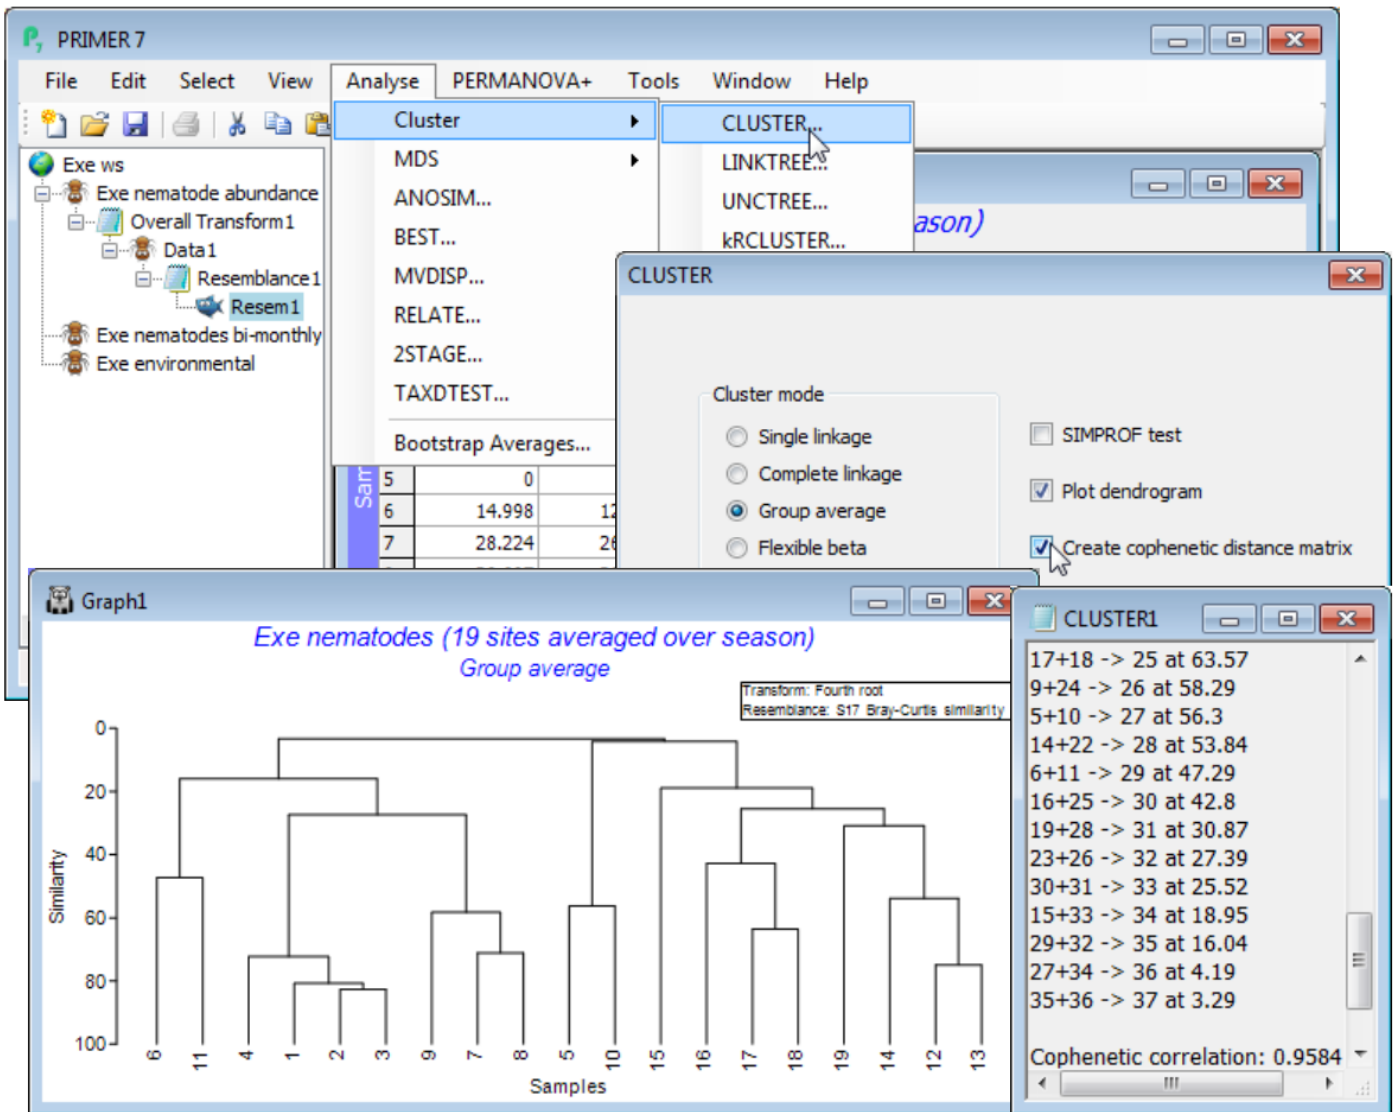 PRIMER 7
File Edit Select View Analyse PERMANOVA+ Tools Window Help
Exe ws
Exe nematode abundance
Overall Transform1
Data1
Resemblance1
Resem1
Exe nematodes bi-monthly
Exe environmental
Cluster
MDS
ANOSIM...
BEST...
MVDISP...
RELATE...
2STAGE...
TAXDTEST...
Bootstrap Averages...
CLUSTER...
LINKTREE...
UNCTREE...
kRCLUSTER...
ason)
Sam
5 0
6 14.998 12
7 28.224 26
CLUSTER
Cluster mode
Single linkage
Complete linkage
Group average
Flexible beta
SIMPROF test
Plot dendrogram
Create cophenetic distance matrix
Graph1
Exe nematodes (19 sites averaged over season)
Group average
Transform: Fourth root
Resemblance: S17 Bray-Curtis similarity
Similarity
0
20
40
60
80
100
6 11 4 1 2 3 9 7 8 5 10 15 16 17 18 19 14 12 13
Samples
CLUSTER1
17+18 -> 25 at 63.57
9+24 -> 26 at 58.29
5+10 -> 27 at 56.3
14+22 -> 28 at 53.84
6+11 -> 29 at 47.29
16+25 -> 30 at 42.8
19+28 -> 31 at 30.87
23+26 -> 32 at 27.39
30+31 -> 33 at 25.52
15+33 -> 34 at 18.95
29+32 -> 35 at 16.04
27+34 -> 36 at 4.19
35+36 -> 37 at 3.29
Cophenetic correlation: 0.9584